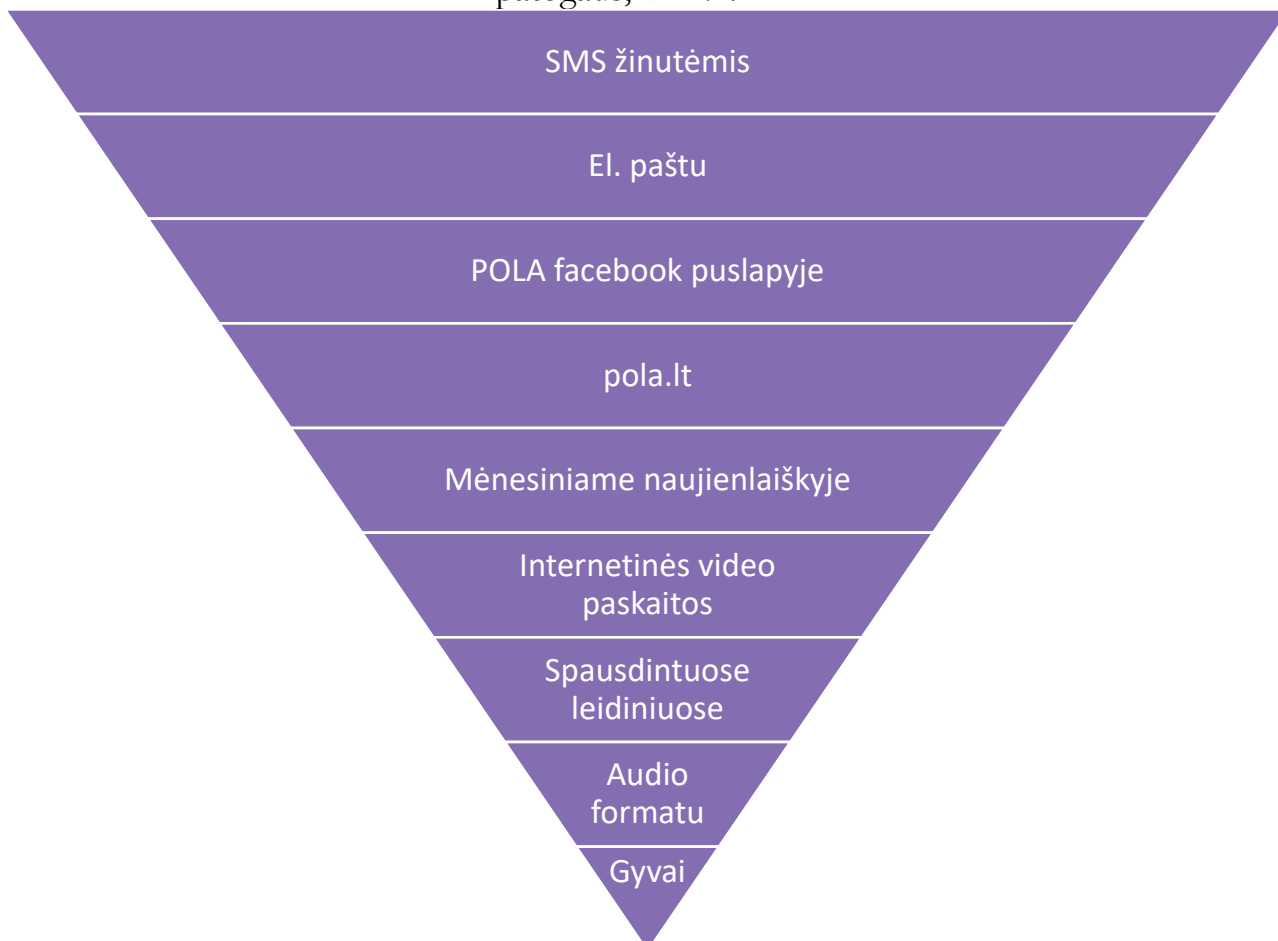 SMS žinutėmis
El. paštu
POLA facebook puslapyje
pola.lt
Mėnesiniame naujienlaiškyje
Internetinės video
paskaitos
Spausdintuose
leidiniuose
Audio
formatu
Gyvai